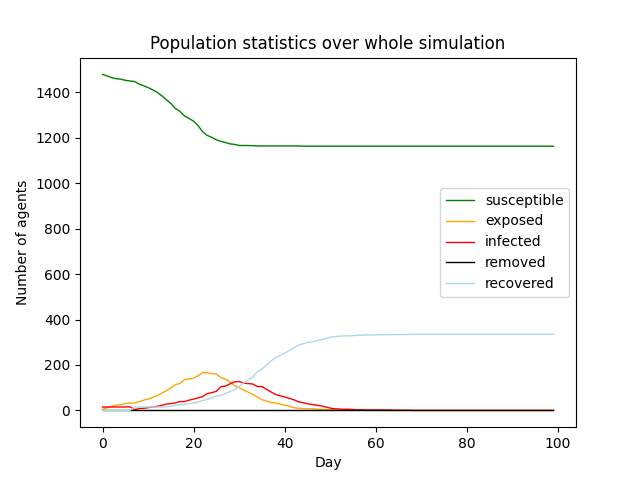 Population statistics over whole simulation
1400
1200
1000
800
600
400
200
0
Number of agents
susceptible
exposed
infected
removed
recovered
0 20 40 60 80 100
Day